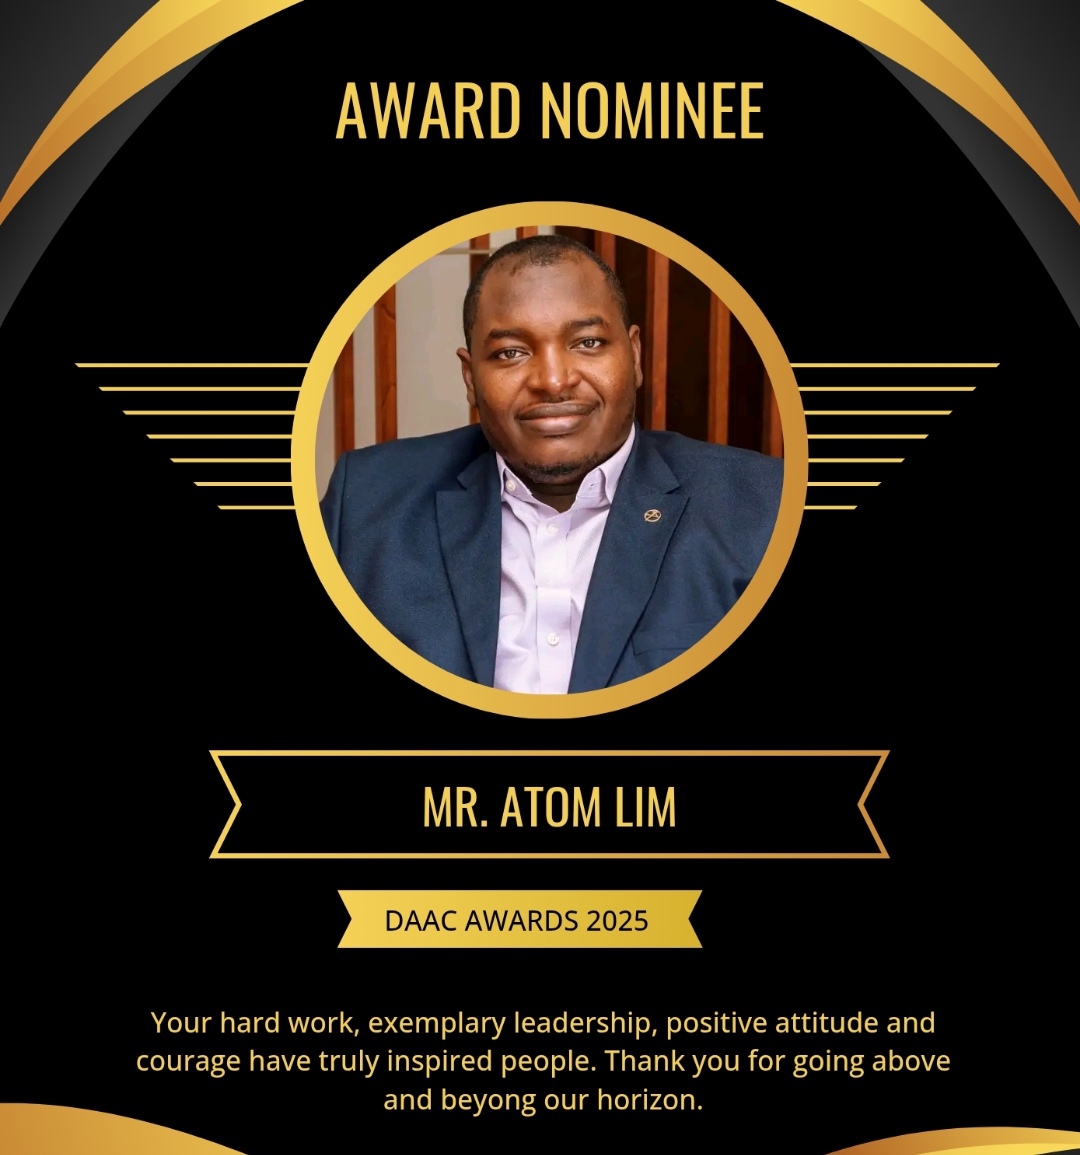 AWARD NOMINEE
MR. ATOM LIM
DAAC AWARDS 2025
Your hard work, exemplary leadership, positive attitude and
courage have truly inspired people. Thank you for going above
and beyong our horizon.